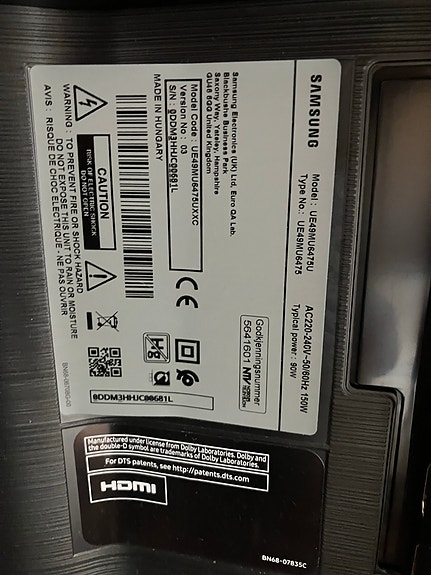 SAMSUNG
Model : UE49MU6475U
Type No.: UE49MU6475
AC220-240V~50/60Hz 150W
Typical power : 90W
Samsung Electronics (UK) Ltd, Euro QA Lab.
Blackbushe Business Park
Saxony Way, Yateley, Hampshire
GU46 6GG United Kingdom
Model Code : UE49MU6475UXXC
Version No : 03
S/N : 0DDM3HHJC00681L
MADE IN HUNGARY
CE
Godkjenningsnummer
5641601 NTV
0DDM3HHJC00681L
CAUTION
RISK OF ELECTRIC SHOCK
DO NOT OPEN
WARNING : TO PREVENT FIRE OR SHOCK HAZARD
DO NOT EXPOSE THIS UNIT TO RAIN OR MOISTURE
AVIS : RISQUE DE CHOC ELECTRIQUE - NE PAS OUVRIR
Manufactured under license from Dolby Laboratories. Dolby and
the double-D symbol are trademarks of Dolby Laboratories.
For DTS patents, see http://patents.dts.com
HDMI
BN68-07835C